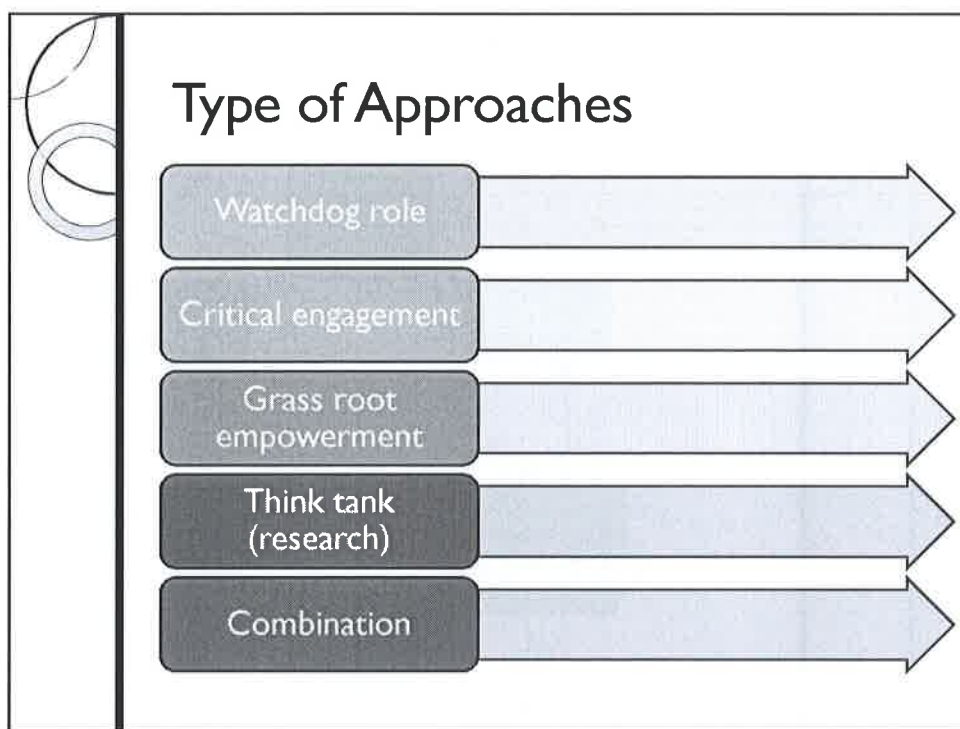 Type of Approaches
Watchdog role
Critical engagement
Grass root
empowerment
Think tank
(research)
Combination